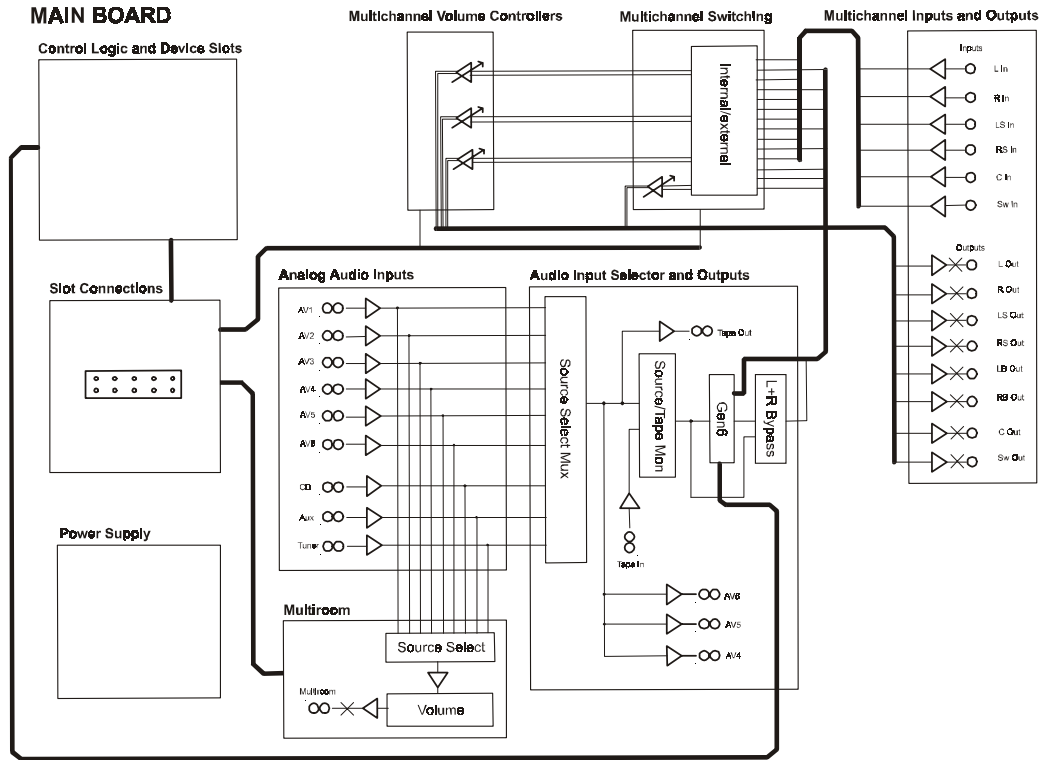 MAIN BOARD
Multichannel Volume Controllers
Multichannel Switching
Multichannel Inputs and Outputs
Control Logic and Device Slots
Internal/external
Inputs
L In
R In
LS In
RS In
C In
Sw In
Outputs
L Out
R Out
LS Out
RS Out
LB Out
RB Out
C Out
Sw Out
Slot Connections
Analog Audio Inputs
AV1
AV2
AV3
AV4
AV5
AV6
CD
Aux
Tuner
Audio Input Selector and Outputs
Source Select Mux
Tape Out
Source/Tape Mon
Gen6
L+R Bypass
Tape In
AV6
AV5
AV4
Power Supply
Multiroom
Source Select
Multiroom
Volume